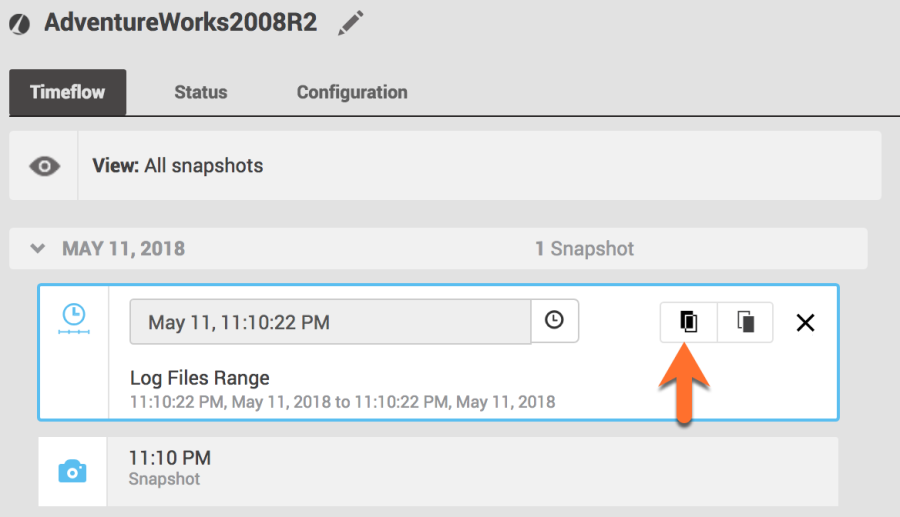 AdventureWorks2008R2
Timeflow Status Configuration
View: All snapshots
MAY 11, 2018 1 Snapshot
May 11, 11:10:22 PM
Log Files Range
11:10:22 PM, May 11, 2018 to 11:10:22 PM, May 11, 2018
11:10 PM
Snapshot